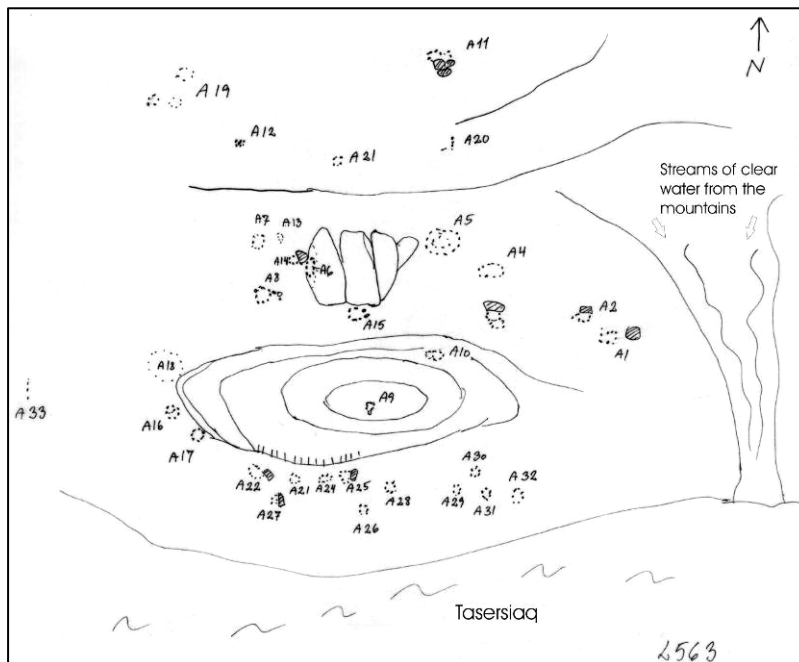 A11
N
A19
A12
A21
A20
Streams of clear
water from the
mountains
A7
A13
A5
A14
A6
A4
A8
A2
A15
A1
A10
A18
A9
A33
A16
A17
A30
A22
A21
A24
A25
A28
A29
A31
A32
A27
A26
Tasersiaq
L563